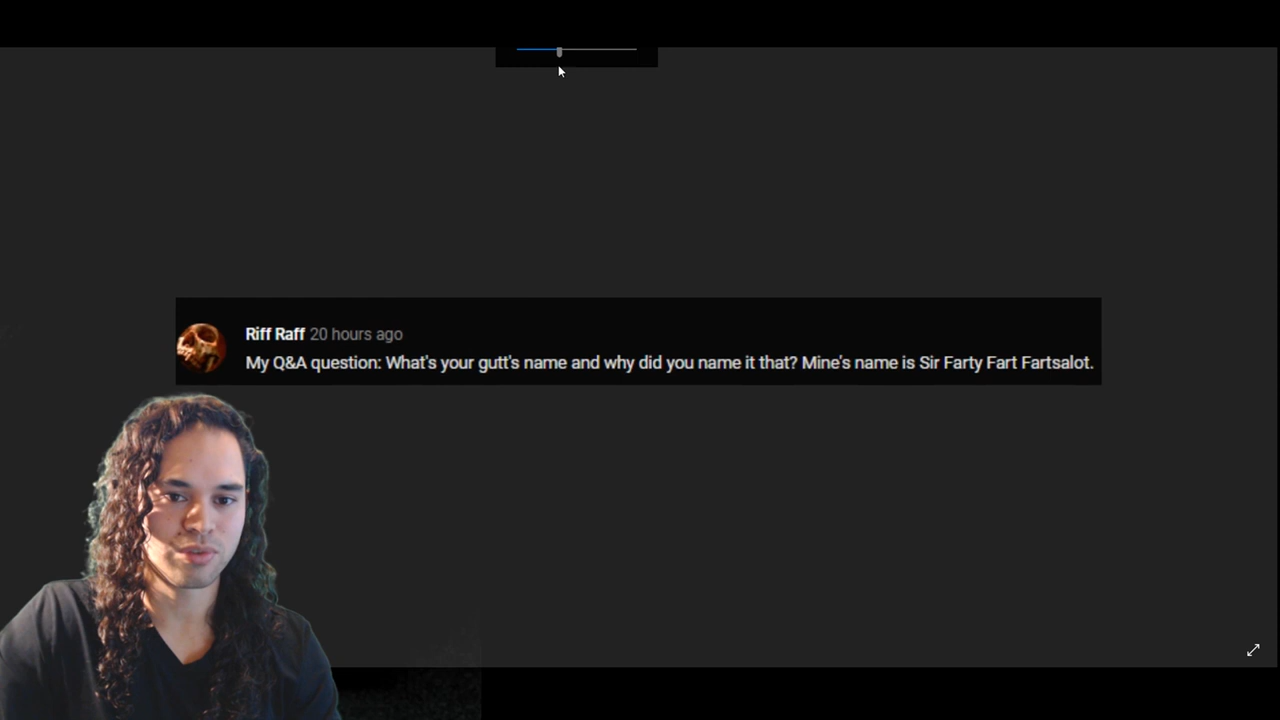 Riff Raff 20 hours ago
My Q&A question: What's your gutt's name and why did you name it that? Mine's name is Sir Farty Fart Fartsalot.